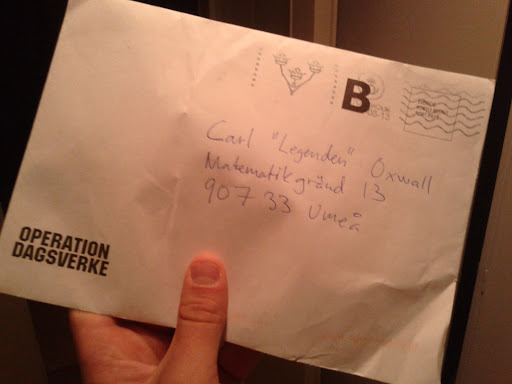 B
Carl "Legenden" Oxwall
Matematikgränd 13
907 33 Umeå
OPERATION
DAGSVERKE